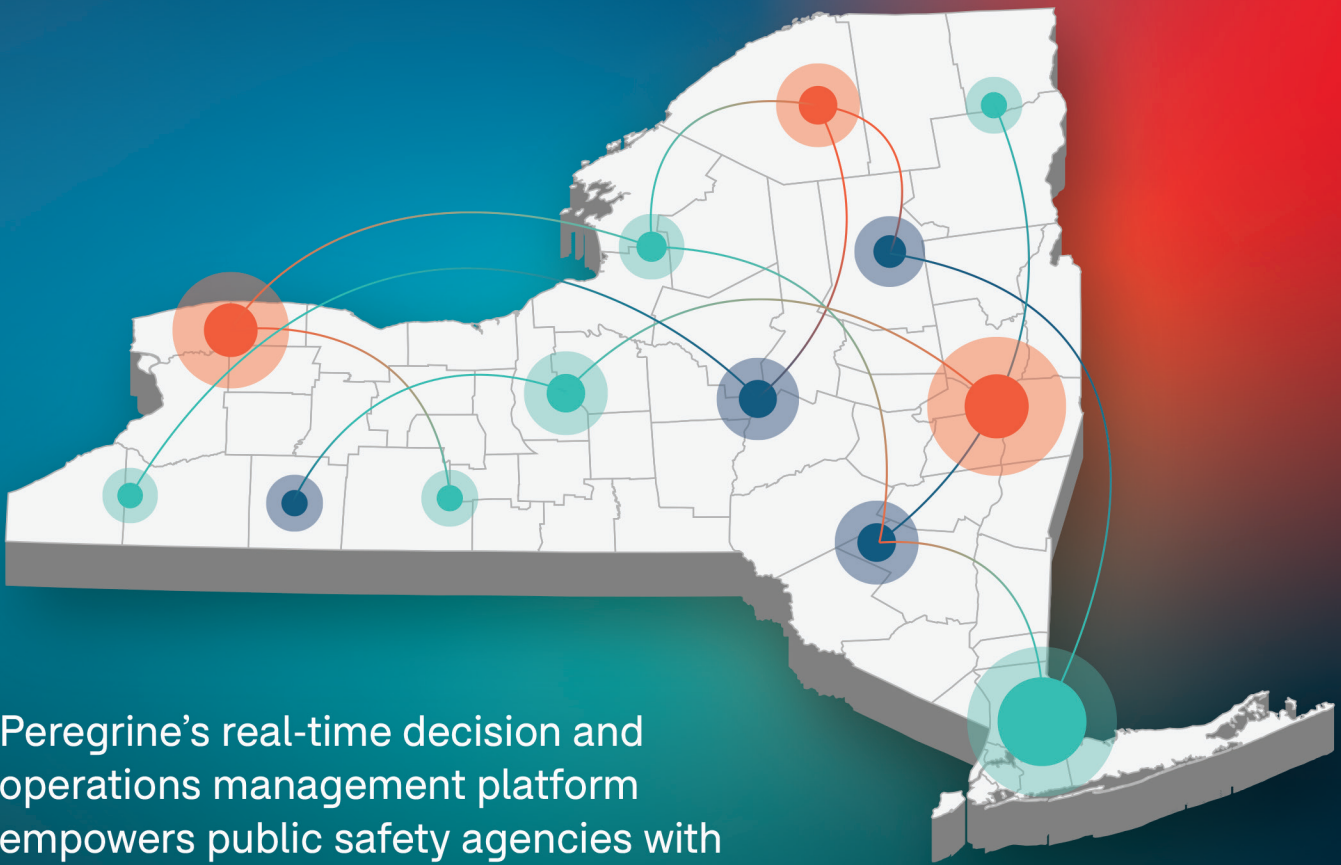 Peregrine’s real-time decision and
operations management platform
empowers public safety agencies with